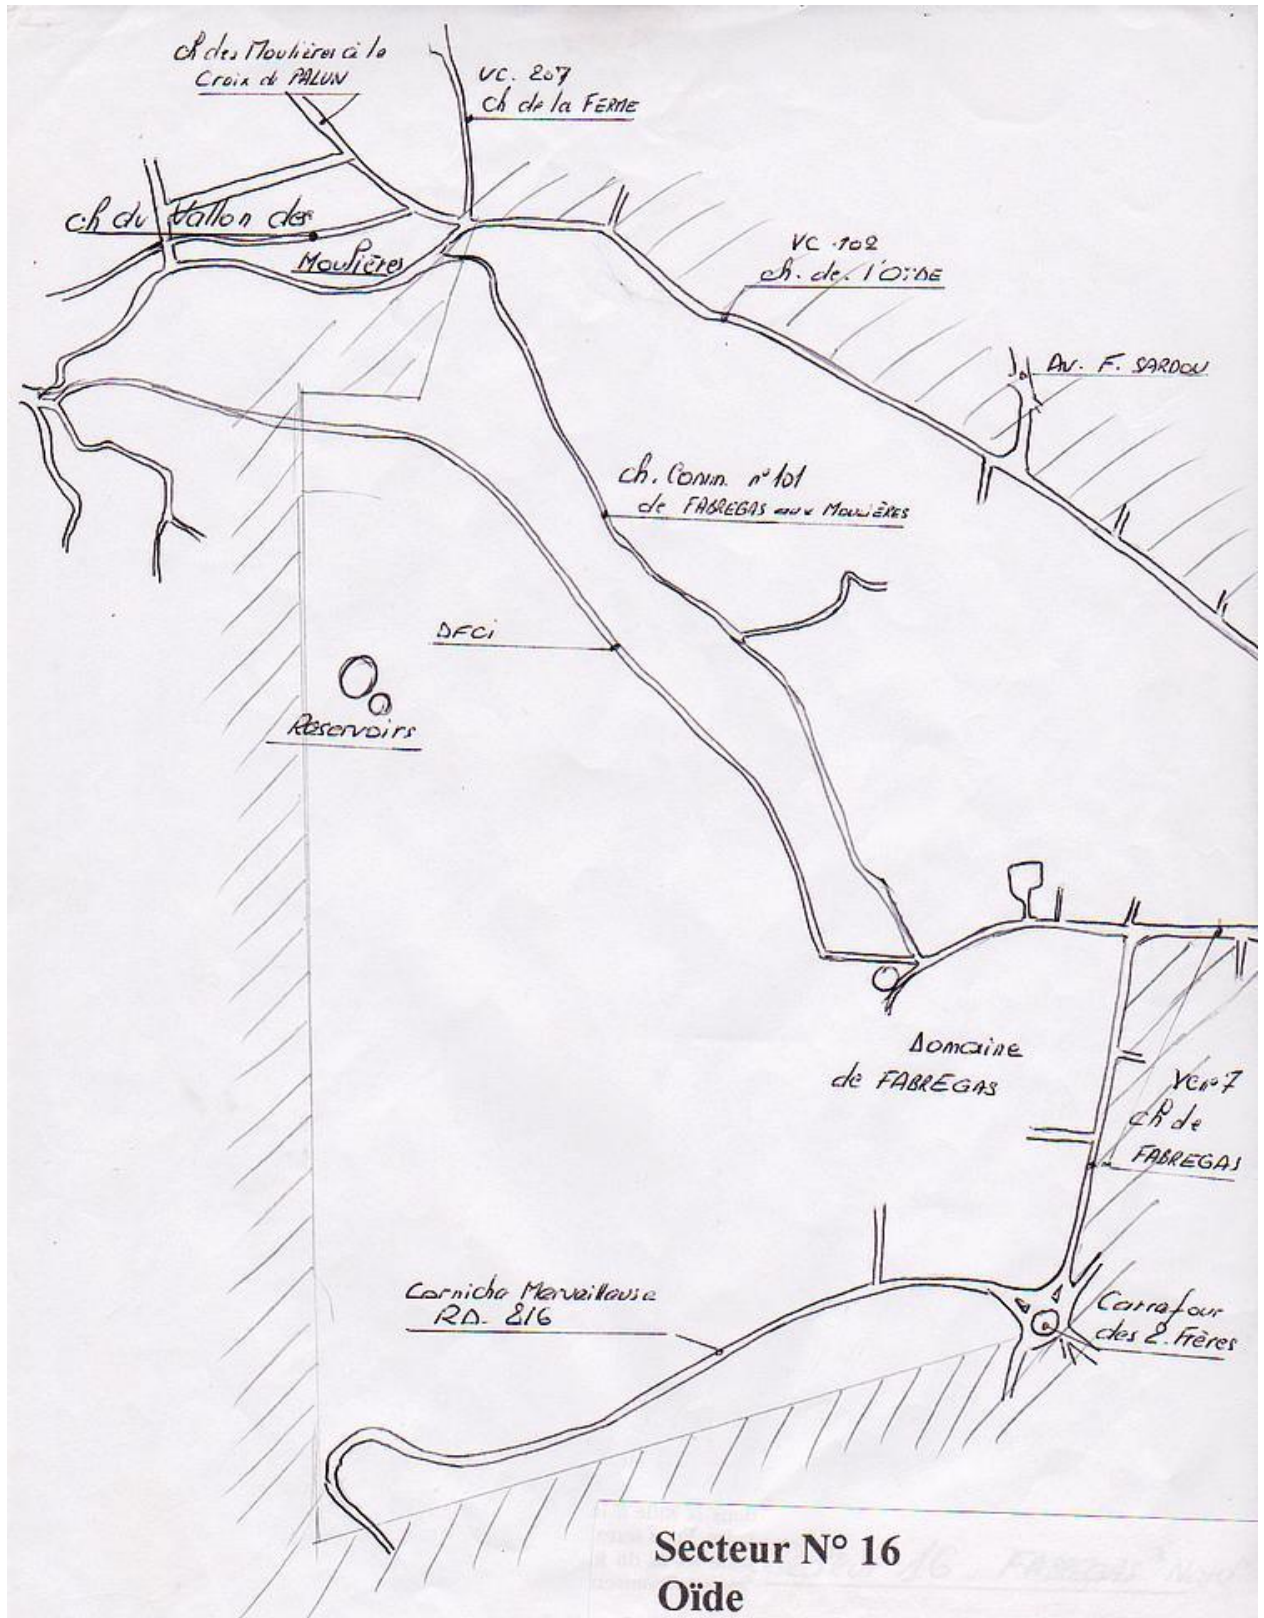 ch des Moulières à la
Croix de PALUN
VC. 207
ch de la FERME
ch du Vallon des
Moulières
VC. 102
ch. de. l'OÏDE
AV. F. SARDOU
ch. Comm. n° 101
de FABREGAS aux MOULIÈRES
DFCi
Reservoirs
Domaine
de FABREGAS
VC n° 7
ch de
FABREGAS
Corniche Merveilleuse
RD. 816
Carrefour
des 2. Frères
Secteur N° 16
Oïde